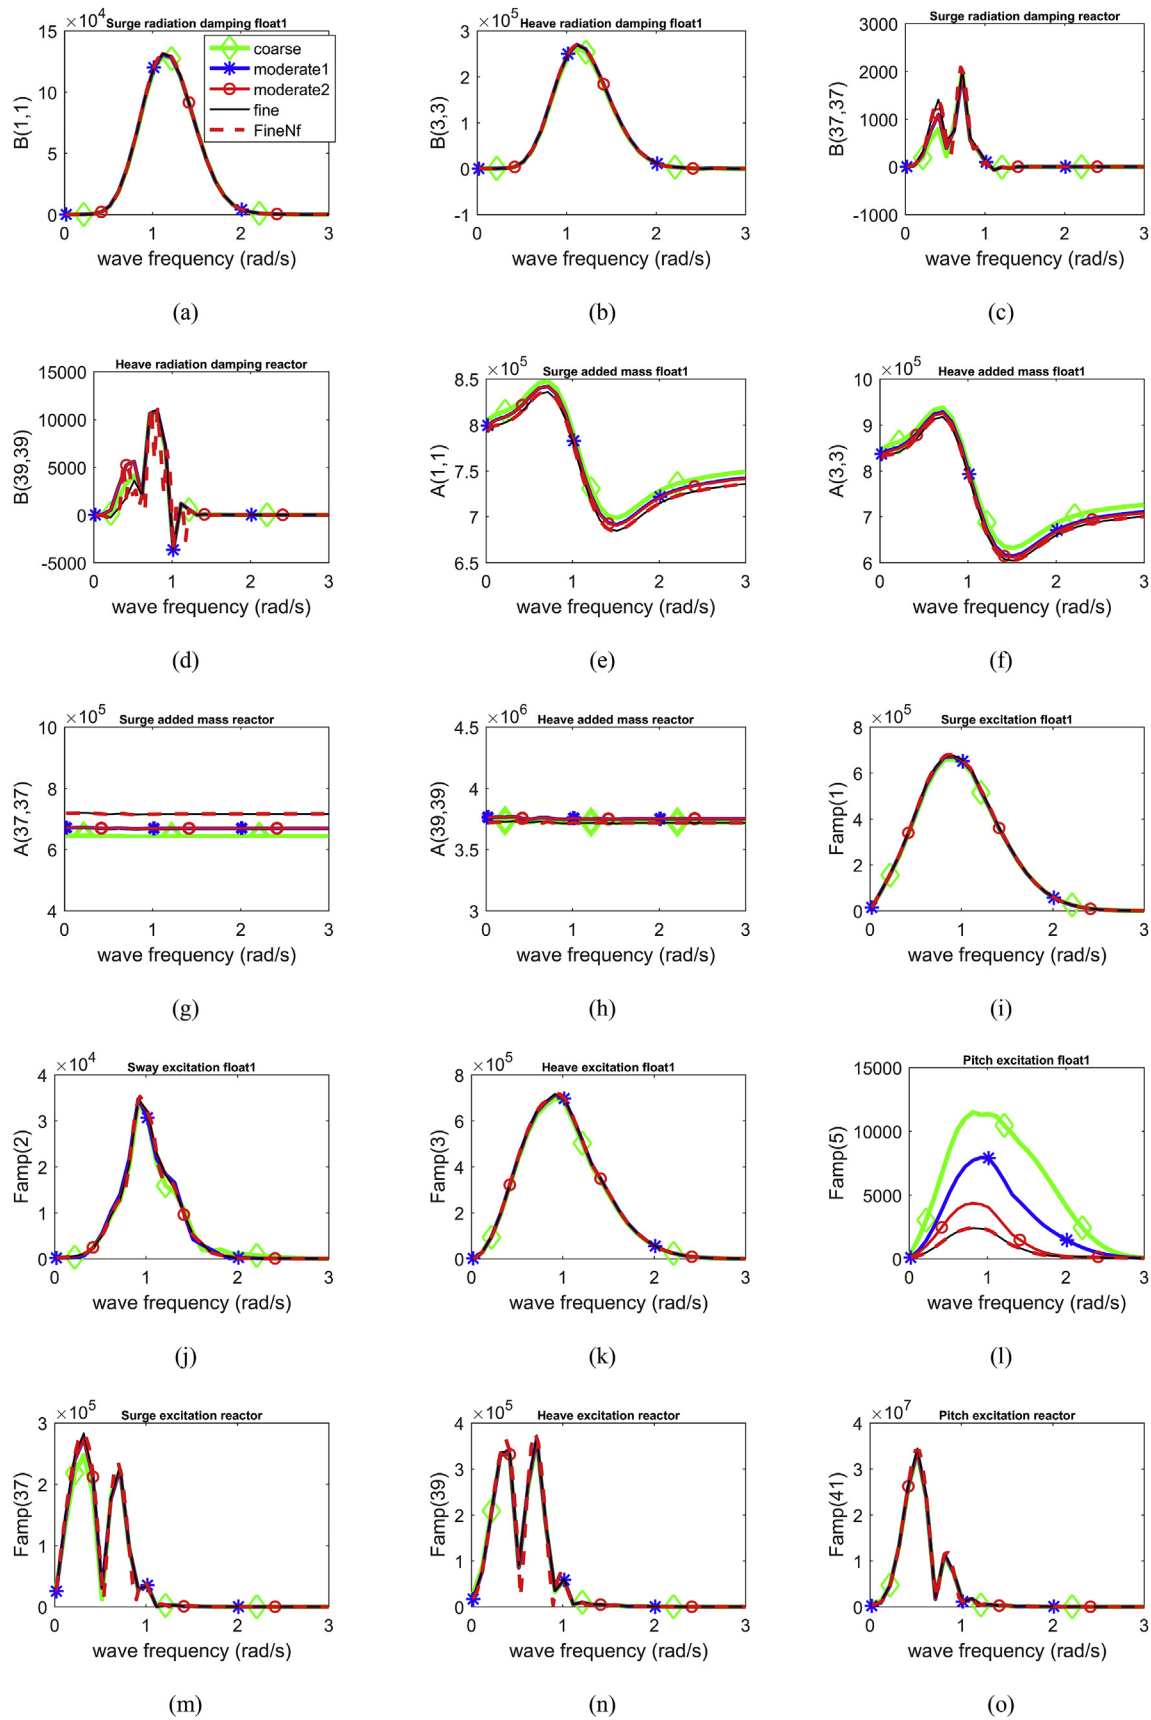 ×10^4 Surge radiation damping float1
15
10
5
0
B(1,1)
coarse
moderate1
moderate2
fine
FineNf
0 1 2 3
wave frequency (rad/s)
(a)
×10^5 Heave radiation damping float1
3
2
1
0
-1
B(3,3)
0 1 2 3
wave frequency (rad/s)
(b)
Surge radiation damping reactor
3000
2000
1000
0
-1000
B(37,37)
0 1 2 3
wave frequency (rad/s)
(c)
Heave radiation damping reactor
15000
10000
5000
0
-5000
B(39,39)
0 1 2 3
wave frequency (rad/s)
(d)
×10^5 Surge added mass float1
8.5
8
7.5
7
6.5
A(1,1)
0 1 2 3
wave frequency (rad/s)
(e)
×10^5 Heave added mass float1
10
9
8
7
6
A(3,3)
0 1 2 3
wave frequency (rad/s)
(f)
×10^5 Surge added mass reactor
10
8
6
4
A(37,37)
0 1 2 3
wave frequency (rad/s)
(g)
×10^6 Heave added mass reactor
4.5
4
3.5
3
A(39,39)
0 1 2 3
wave frequency (rad/s)
(h)
×10^5 Surge excitation float1
8
6
4
2
0
Famp(1)
0 1 2 3
wave frequency (rad/s)
(i)
×10^4 Sway excitation float1
4
3
2
1
0
Famp(2)
0 1 2 3
wave frequency (rad/s)
(j)
×10^5 Heave excitation float1
8
6
4
2
0
Famp(3)
0 1 2 3
wave frequency (rad/s)
(k)
Pitch excitation float1
15000
10000
5000
0
Famp(5)
0 1 2 3
wave frequency (rad/s)
(l)
×10^5 Surge excitation reactor
3
2
1
0
Famp(37)
0 1 2 3
wave frequency (rad/s)
(m)
×10^5 Heave excitation reactor
4
3
2
1
0
Famp(39)
0 1 2 3
wave frequency (rad/s)
(n)
×10^7 Pitch excitation reactor
4
3
2
1
0
Famp(41)
0 1 2 3
wave frequency (rad/s)
(o)